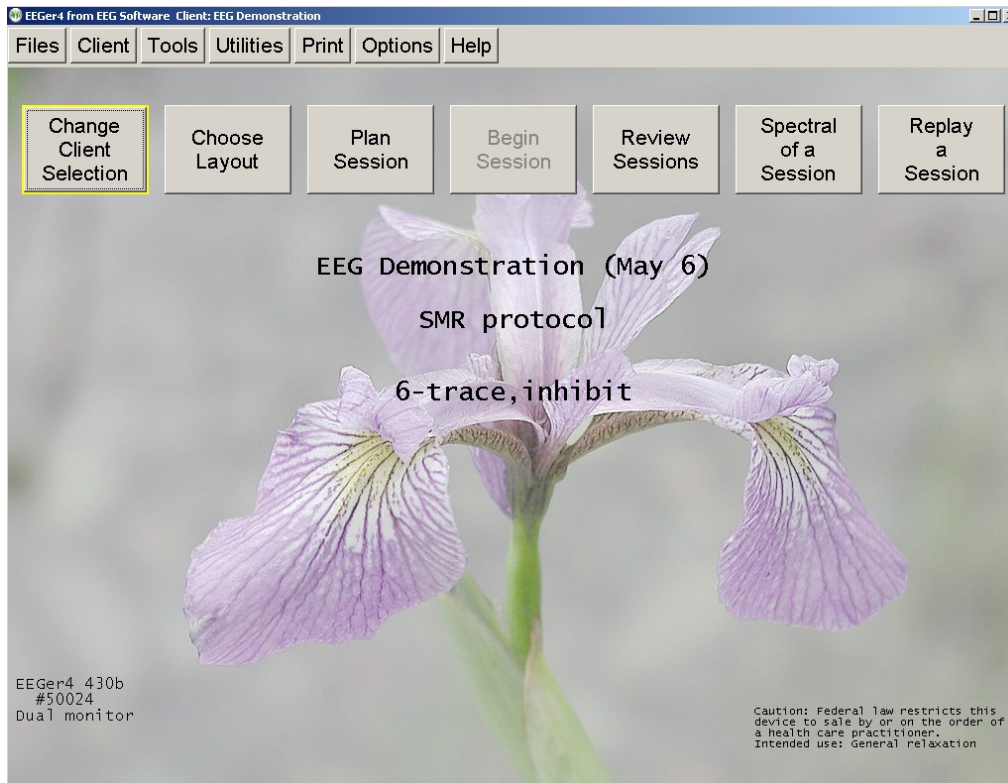 EEGer4 from EEG Software Client: EEG Demonstration
Files Client Tools Utilities Print Options Help
Change
Client
Selection
Choose
Layout
Plan
Session
Begin
Session
Review
Sessions
Spectral
of a
Session
Replay
a
Session
EEG Demonstration (May 6)
SMR protocol
6-trace,inhibit
EEGer4 430b
#50024
Dual monitor
Caution: Federal law restricts this
device to sale by or on the order of
a health care practitioner.
Intended use: General relaxation